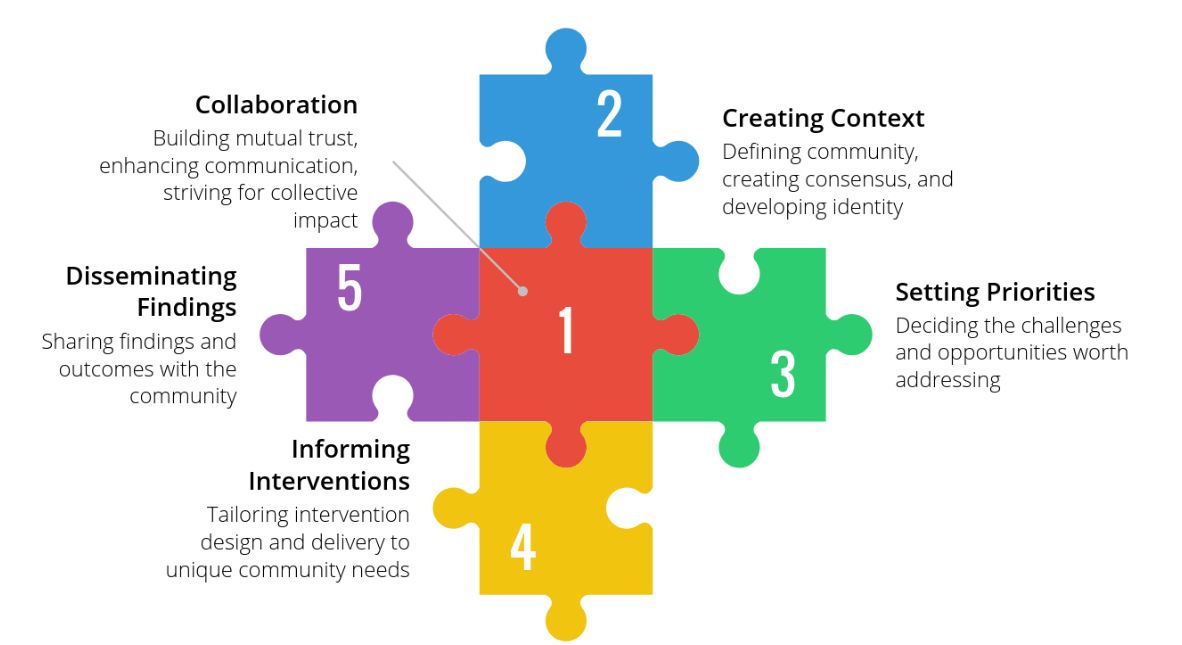 Collaboration
Building mutual trust,
enhancing communication,
striving for collective
impact
2
Creating Context
Defining community,
creating consensus, and
developing identity
Disseminating
Findings
Sharing findings and
outcomes with the
community
5
1
3
Setting Priorities
Deciding the challenges
and opportunities worth
addressing
Informing
Interventions
Tailoring intervention
design and delivery to
unique community needs
4